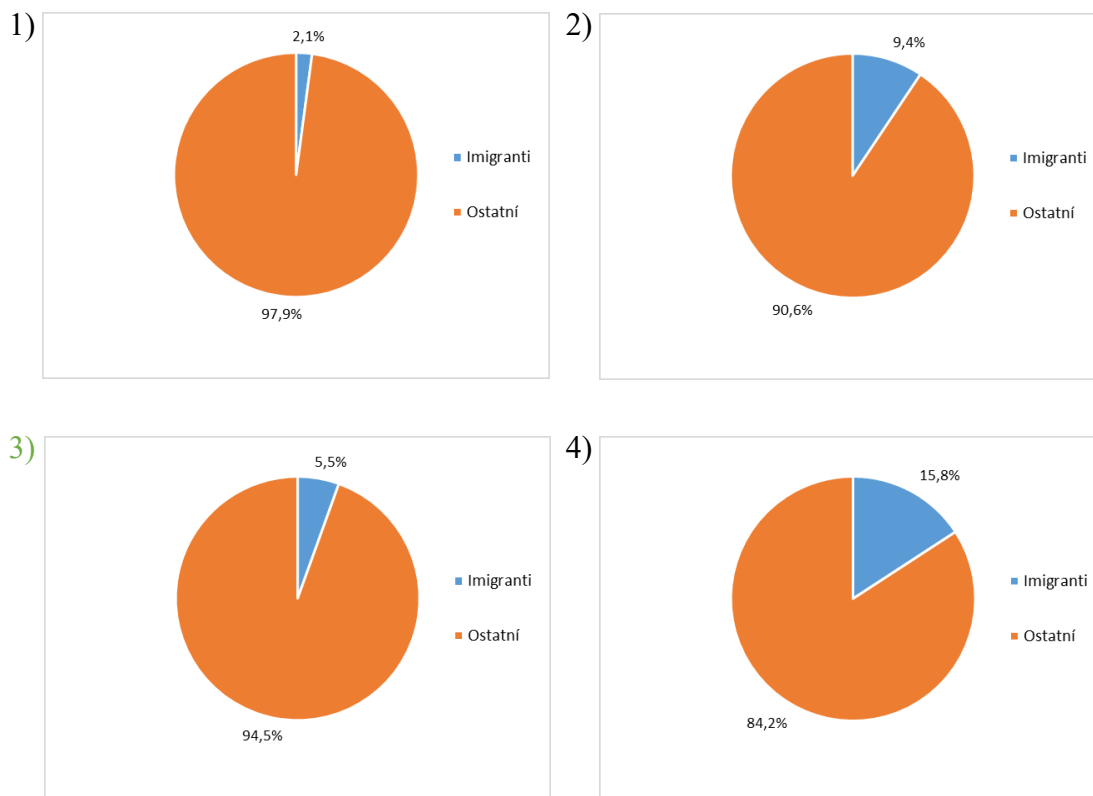 1)
2,1%
Imigranti
Ostatní
97,9%
2)
9,4%
Imigranti
Ostatní
90,6%
3)
5,5%
Imigranti
Ostatní
94,5%
4)
15,8%
Imigranti
Ostatní
84,2%